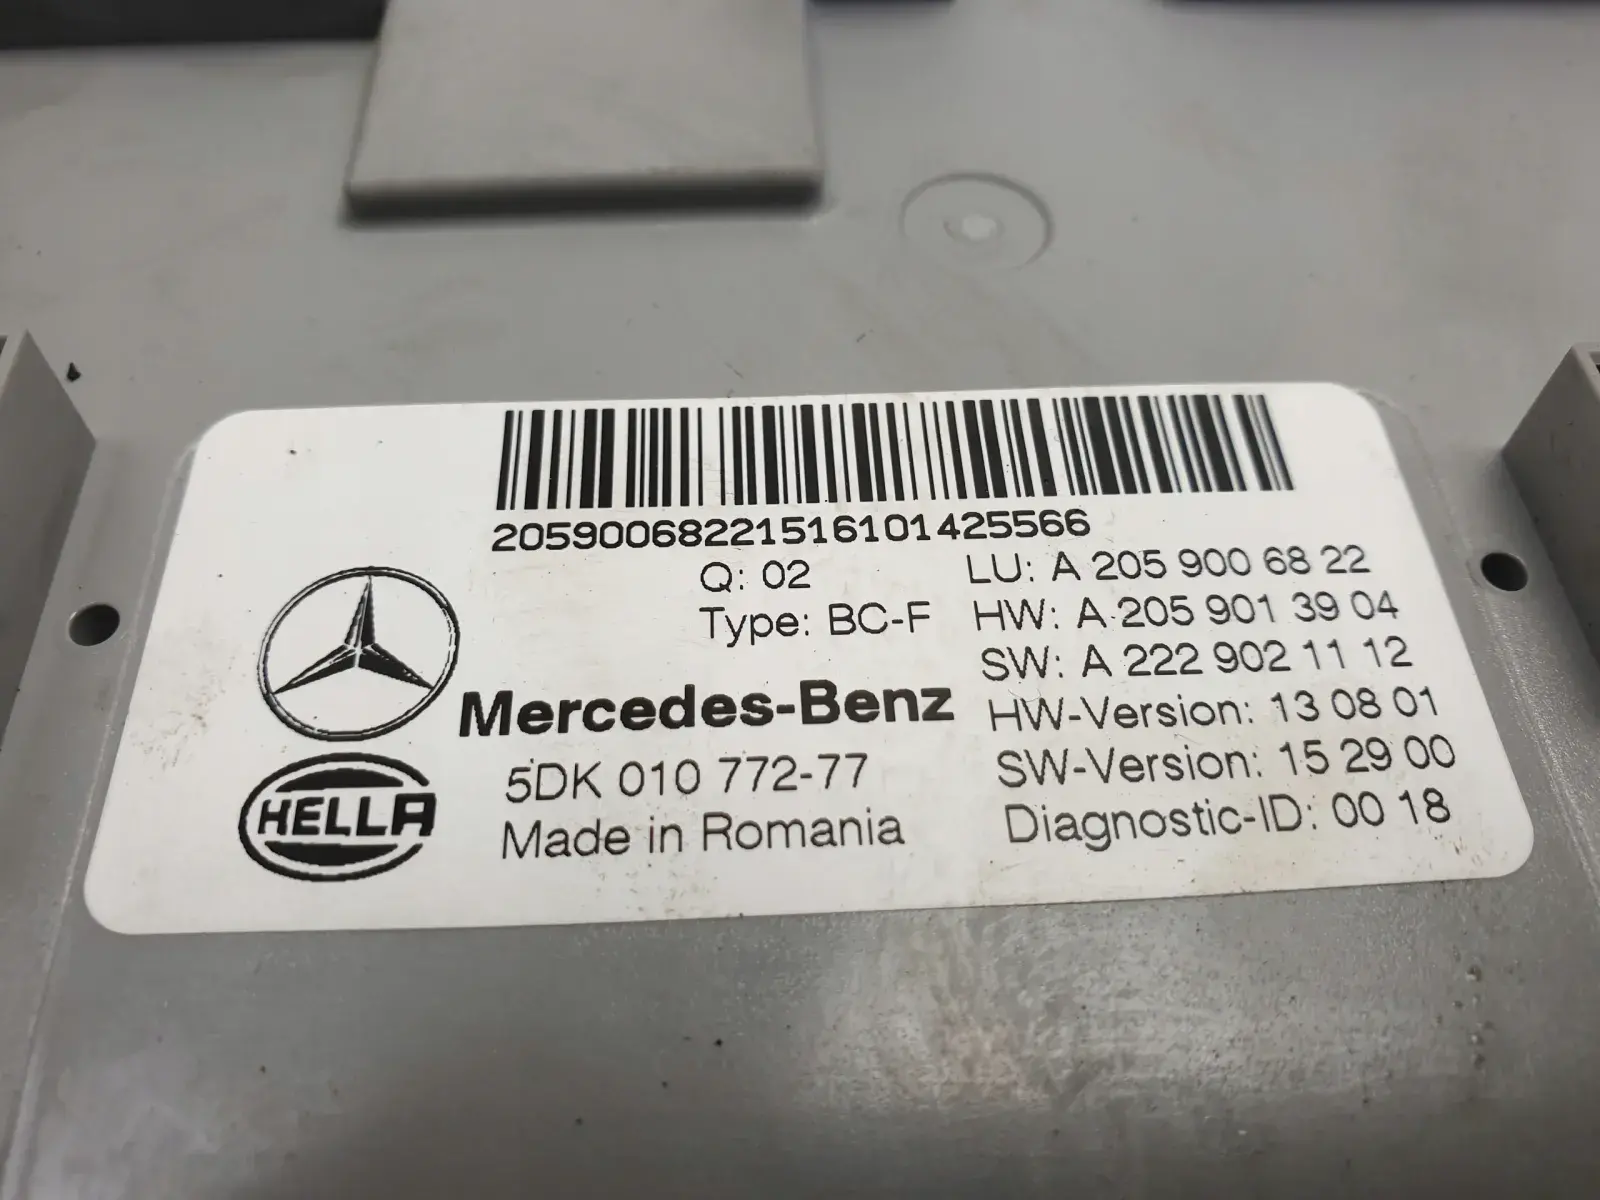 20590068221516101425566
Q: 02
Type: BC-F
LU: A 205 900 68 22
HW: A 205 901 39 04
SW: A 222 902 11 12
HW-Version: 13 08 01
SW-Version: 15 29 00
Diagnostic-ID: 00 18
Mercedes-Benz
HELLA
5DK 010 772-77
Made in Romania